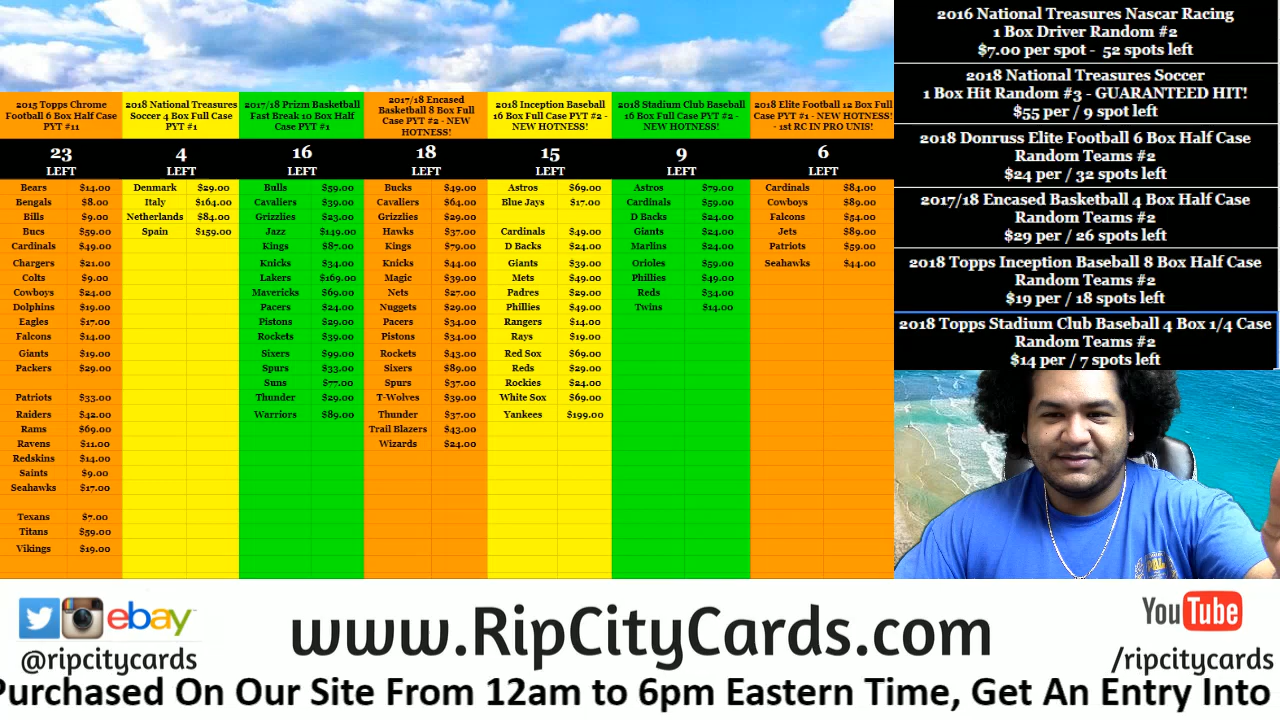 2015 Topps Chrome
Football 6 Box Half Case
PYT #11
23
LEFT
Bears $14.00
Bengals $8.00
Bills $9.00
Bucs $59.00
Cardinals $49.00
Chargers $21.00
Colts $9.00
Cowboys $24.00
Dolphins $19.00
Eagles $17.00
Falcons $14.00
Giants $19.00
Packers $29.00
Patriots $33.00
Raiders $42.00
Rams $69.00
Ravens $11.00
Redskins $14.00
Saints $9.00
Seahawks $17.00
Texans $7.00
Titans $59.00
Vikings $19.00
2018 National Treasures
Soccer 4 Box Full Case
PYT #1
4
LEFT
Denmark $29.00
Italy $164.00
Netherlands $84.00
Spain $159.00
2017/18 Prizm Basketball
Fast Break 10 Box Half
Case PYT #1
16
LEFT
Bulls $59.00
Cavaliers $39.00
Grizzlies $23.00
Jazz $149.00
Kings $87.00
Knicks $34.00
Lakers $169.00
Mavericks $69.00
Pacers $24.00
Pistons $29.00
Rockets $39.00
Sixers $99.00
Spurs $33.00
Suns $77.00
Thunder $29.00
Warriors $89.00
2017/18 Encased
Basketball 8 Box Full
Case PYT #2 - NEW
HOTNESS!
18
LEFT
Bucks $49.00
Cavaliers $64.00
Grizzlies $29.00
Hawks $37.00
Kings $79.00
Knicks $44.00
Magic $39.00
Nets $27.00
Nuggets $29.00
Pacers $34.00
Pistons $34.00
Rockets $43.00
Sixers $89.00
Spurs $37.00
T-Wolves $39.00
Thunder $37.00
Trail Blazers $43.00
Wizards $24.00
2018 Inception Baseball
16 Box Full Case PYT #2 -
NEW HOTNESS!
15
LEFT
Astros $69.00
Blue Jays $17.00
Cardinals $49.00
D Backs $24.00
Giants $39.00
Mets $49.00
Padres $29.00
Phillies $49.00
Rangers $14.00
Rays $19.00
Red Sox $69.00
Reds $29.00
Rockies $24.00
White Sox $69.00
Yankees $199.00
2018 Stadium Club Baseball
16 Box Full Case PYT #2 -
NEW HOTNESS!
9
LEFT
Astros $79.00
Cardinals $59.00
D Backs $24.00
Giants $24.00
Marlins $24.00
Orioles $59.00
Phillies $49.00
Reds $34.00
Twins $14.00
2018 Elite Football 12 Box Full
Case PYT #1 - NEW HOTNESS!
- 1st RC IN PRO UNIS!
6
LEFT
Cardinals $84.00
Cowboys $89.00
Falcons $54.00
Jets $89.00
Patriots $59.00
Seahawks $44.00
2016 National Treasures Nascar Racing
1 Box Driver Random #2
$7.00 per spot - 52 spots left
2018 National Treasures Soccer
1 Box Hit Random #3 - GUARANTEED HIT!
$55 per / 9 spot left
2018 Donruss Elite Football 6 Box Half Case
Random Teams #2
$24 per / 32 spots left
2017/18 Encased Basketball 4 Box Half Case
Random Teams #2
$29 per / 26 spots left
2018 Topps Inception Baseball 8 Box Half Case
Random Teams #2
$19 per / 18 spots left
2018 Topps Stadium Club Baseball 4 Box 1/4 Case
Random Teams #2
$14 per / 7 spots left
ebay
@ripcitycards
www.RipCityCards.com
YouTube
/ripcitycards
Purchased On Our Site From 12am to 6pm Eastern Time, Get An Entry Into